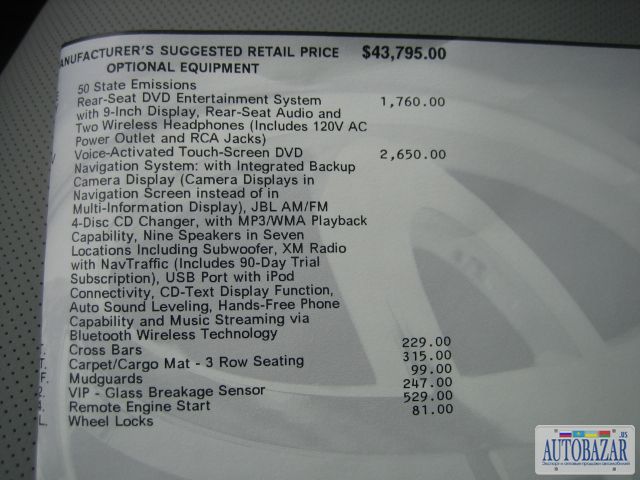 ANUFACTURER'S SUGGESTED RETAIL PRICE $43,795.00
OPTIONAL EQUIPMENT
50 State Emissions
Rear-Seat DVD Entertainment System 1,760.00
with 9-Inch Display, Rear-Seat Audio and
Two Wireless Headphones (Includes 120V AC
Power Outlet and RCA Jacks)
Voice-Activated Touch-Screen DVD 2,650.00
Navigation System: with Integrated Backup
Camera Display (Camera Displays in
Navigation Screen instead of in
Multi-Information Display), JBL AM/FM
4-Disc CD Changer, with MP3/WMA Playback
Capability, Nine Speakers in Seven
Locations Including Subwoofer, XM Radio
with NavTraffic (Includes 90-Day Trial
Subscription), USB Port with iPod
Connectivity, CD-Text Display Function,
Auto Sound Leveling, Hands-Free Phone
Capability and Music Streaming via
Bluetooth Wireless Technology
Cross Bars 229.00
T. Carpet/Cargo Mat - 3 Row Seating 315.00
F. Mudguards 99.00
2. VIP - Glass Breakage Sensor 247.00
4. Remote Engine Start 529.00
L. Wheel Locks 81.00
AUTOBAZAR.US